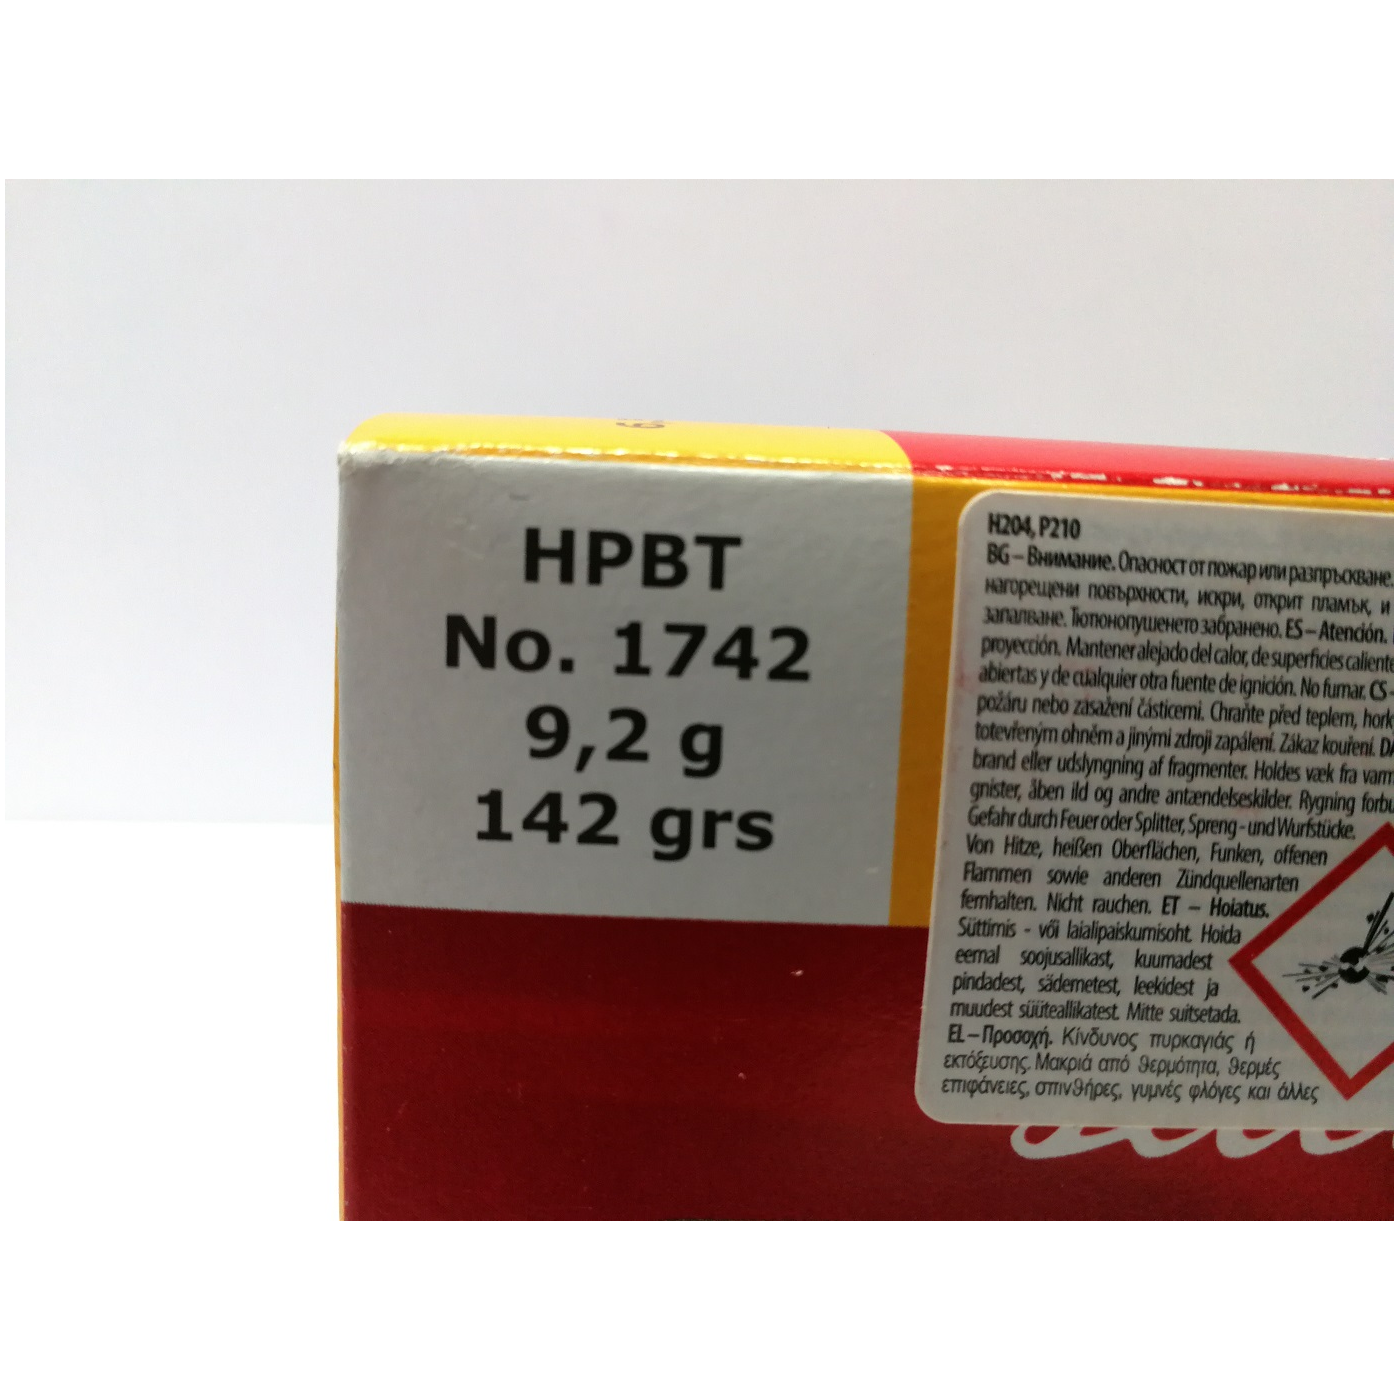 HPBT
No. 1742
9,2 g
142 grs
H204, P210
BG – Внимание. Опасност от пожар или разпръскване.
нагорещени повърхности, искри, открит пламък, и
запалване. Тютюнопушенето забранено. ES – Atención.
proyección. Mantener alejado del calor, de superficies caliente
abiertas y de cualquier otra fuente de ignición. No fumar. CS -
požáru nebo zasažení částicemi. Chraňte před teplem, hork
totevřeným ohněm a jinými zdroji zapálení. Zákaz kouření. DA
brand eller udslyngning af fragmenter. Holdes væk fra varm
gnister, åben ild og andre antændelseskilder. Rygning forbu
Gefahr durch Feuer oder Splitter, Spreng - und Wurfstücke.
Von Hitze, heißen Oberflächen, Funken, offenen
Flammen sowie anderen Zündquellenarten
fernhalten. Nicht rauchen. ET – Hoiatus.
Süttimis - või laialipaiskumisoht. Hoida
eemal soojusallikast, kuumadest
pindadest, sädemetest, leekidest ja
muudest süüteallikatest. Mitte suitsetada.
EL – Προσοχή. Κίνδυνος πυρκαγιάς ή
εκτόξευσης. Μακριά από θερμότητα, θερμές
επιφάνειες, σπινθήρες, γυμνές φλόγες και άλλες